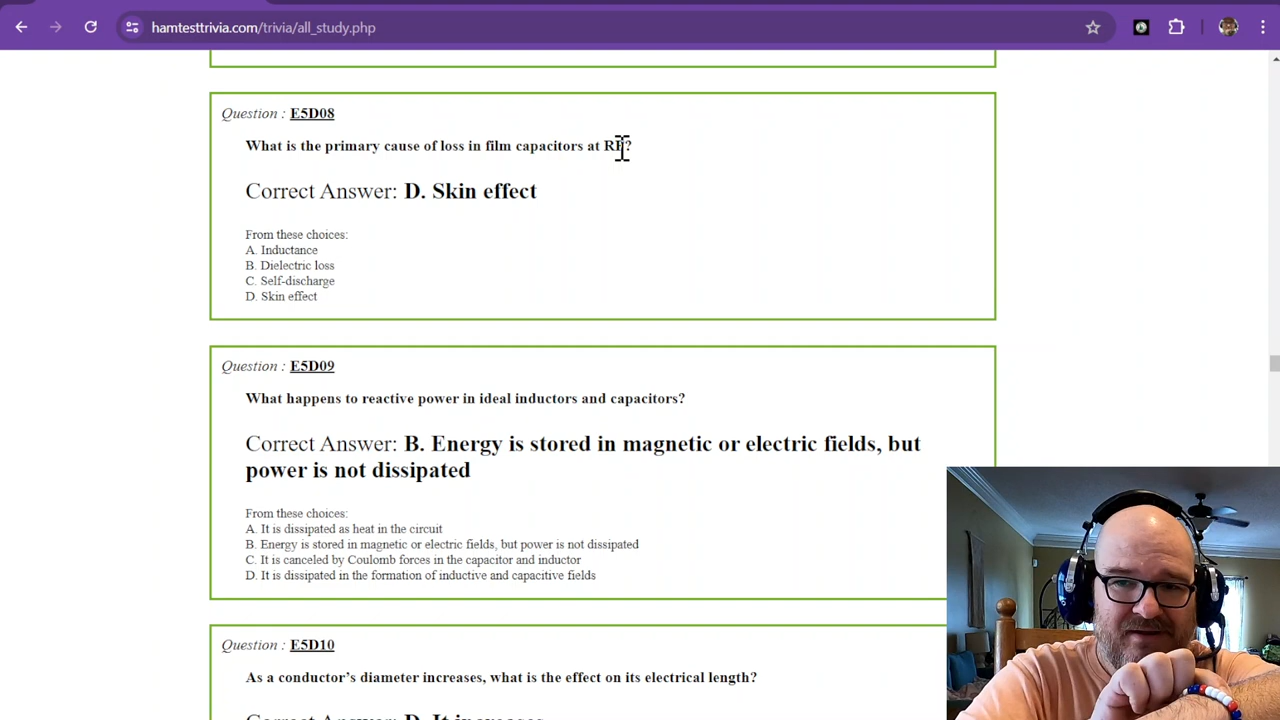 hamtesttrivia.com/trivia/all_study.php
Question : E5D08
What is the primary cause of loss in film capacitors at RF?
Correct Answer: D. Skin effect
From these choices:
A. Inductance
B. Dielectric loss
C. Self-discharge
D. Skin effect
Question : E5D09
What happens to reactive power in ideal inductors and capacitors?
Correct Answer: B. Energy is stored in magnetic or electric fields, but
power is not dissipated
From these choices:
A. It is dissipated as heat in the circuit
B. Energy is stored in magnetic or electric fields, but power is not dissipated
C. It is canceled by Coulomb forces in the capacitor and inductor
D. It is dissipated in the formation of inductive and capacitive fields
Question : E5D10
As a conductor’s diameter increases, what is the effect on its electrical length?
Correct Answer: D. It increases